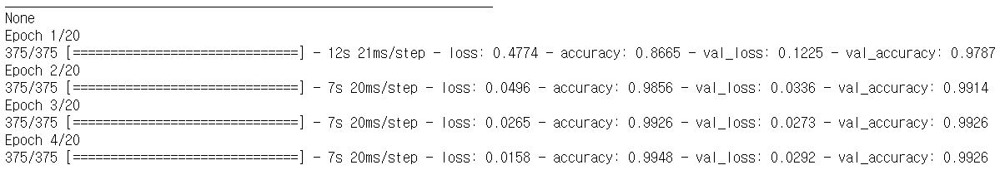 None
Epoch 1/20
375/375 [==============================] - 12s 21ms/step - loss: 0.4774 - accuracy: 0.8665 - val_loss: 0.1225 - val_accuracy: 0.9787
Epoch 2/20
375/375 [==============================] - 7s 20ms/step - loss: 0.0496 - accuracy: 0.9856 - val_loss: 0.0336 - val_accuracy: 0.9914
Epoch 3/20
375/375 [==============================] - 7s 20ms/step - loss: 0.0265 - accuracy: 0.9926 - val_loss: 0.0273 - val_accuracy: 0.9926
Epoch 4/20
375/375 [==============================] - 7s 20ms/step - loss: 0.0158 - accuracy: 0.9948 - val_loss: 0.0292 - val_accuracy: 0.9926